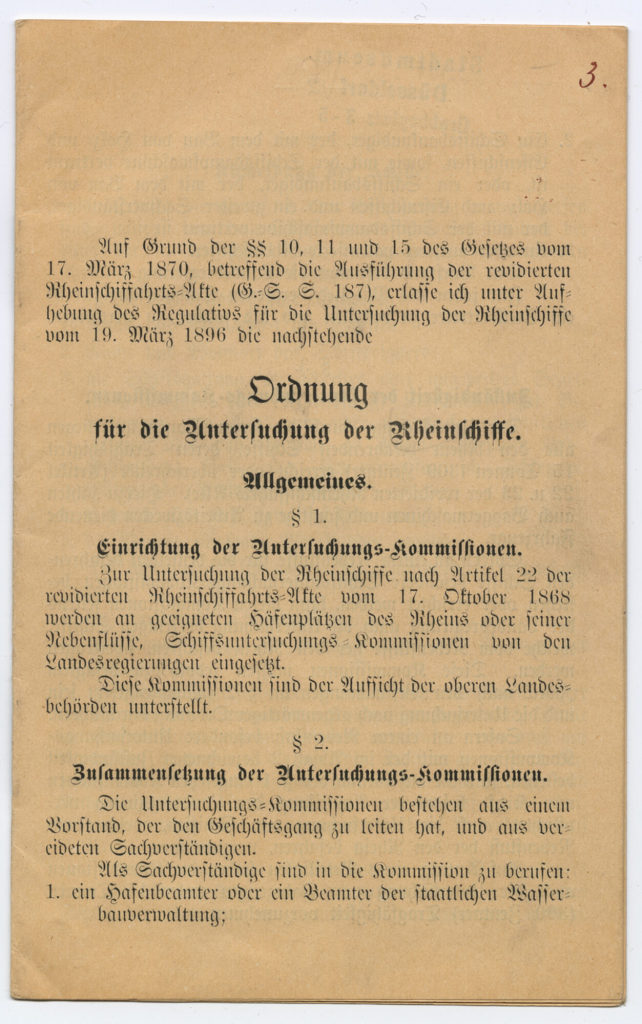 3.
Auf Grund der §§ 10, 11 und 15 des Gesetzes vom
17. März 1870, betreffend die Ausführung der revidierten
Rheinschiffahrts-Akte (G.-S. S. 187), erlasse ich unter Auf-
hebung des Regulativs für die Untersuchung der Rheinschiffe
vom 19. März 1896 die nachstehende
Ordnung
für die Untersuchung der Rheinschiffe.
Allgemeines.
§ 1.
Einrichtung der Untersuchungs-Kommissionen.
Zur Untersuchung der Rheinschiffe nach Artikel 22 der
revidierten Rheinschiffahrts-Akte vom 17. Oktober 1868
werden an geeigneten Häfenplätzen des Rheins oder seiner
Nebenflüsse, Schiffsuntersuchungs-Kommissionen von den
Landesregierungen eingesetzt.
Diese Kommissionen sind der Aufsicht der oberen Landes-
behörden unterstellt.
§ 2.
Zusammensetzung der Untersuchungs-Kommissionen.
Die Untersuchungs-Kommissionen bestehen aus einem
Vorstand, der den Geschäftsgang zu leiten hat, und aus ver-
eideten Sachverständigen.
Als Sachverständige sind in die Kommission zu berufen:
1. ein Hafenbeamter oder ein Beamter der staatlichen Wasser-
bauverwaltung;